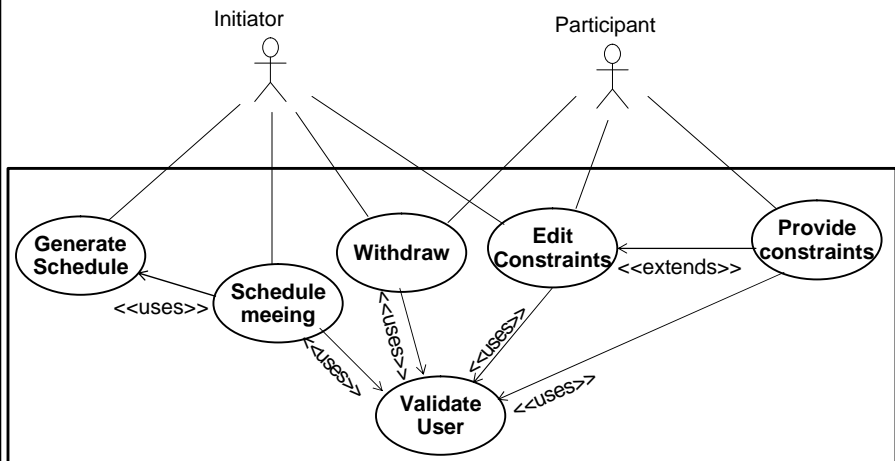 Initiator
Participant
Generate
Schedule
Schedule
meeing
Withdraw
Edit
Constraints
Provide
constraints
<<uses>>
<<uses>>
<<uses>>
<<uses>>
<<extends>>
<<uses>>
Validate
User